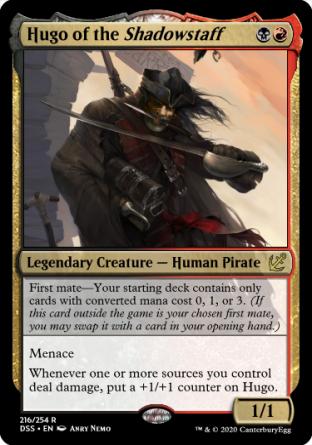 Hugo of the Shadowstaff
Legendary Creature — Human Pirate
First mate—Your starting deck contains only
cards with converted mana cost 0, 1, or 3. (If
this card outside the game is your chosen first mate,
you may swap it with a card in your opening hand.)
Menace
Whenever one or more sources you control
deal damage, put a +1/+1 counter on Hugo.
1/1
216/254 R
DSS • EN ANRY NEMO
™ & © 2020 CanterburyEgg